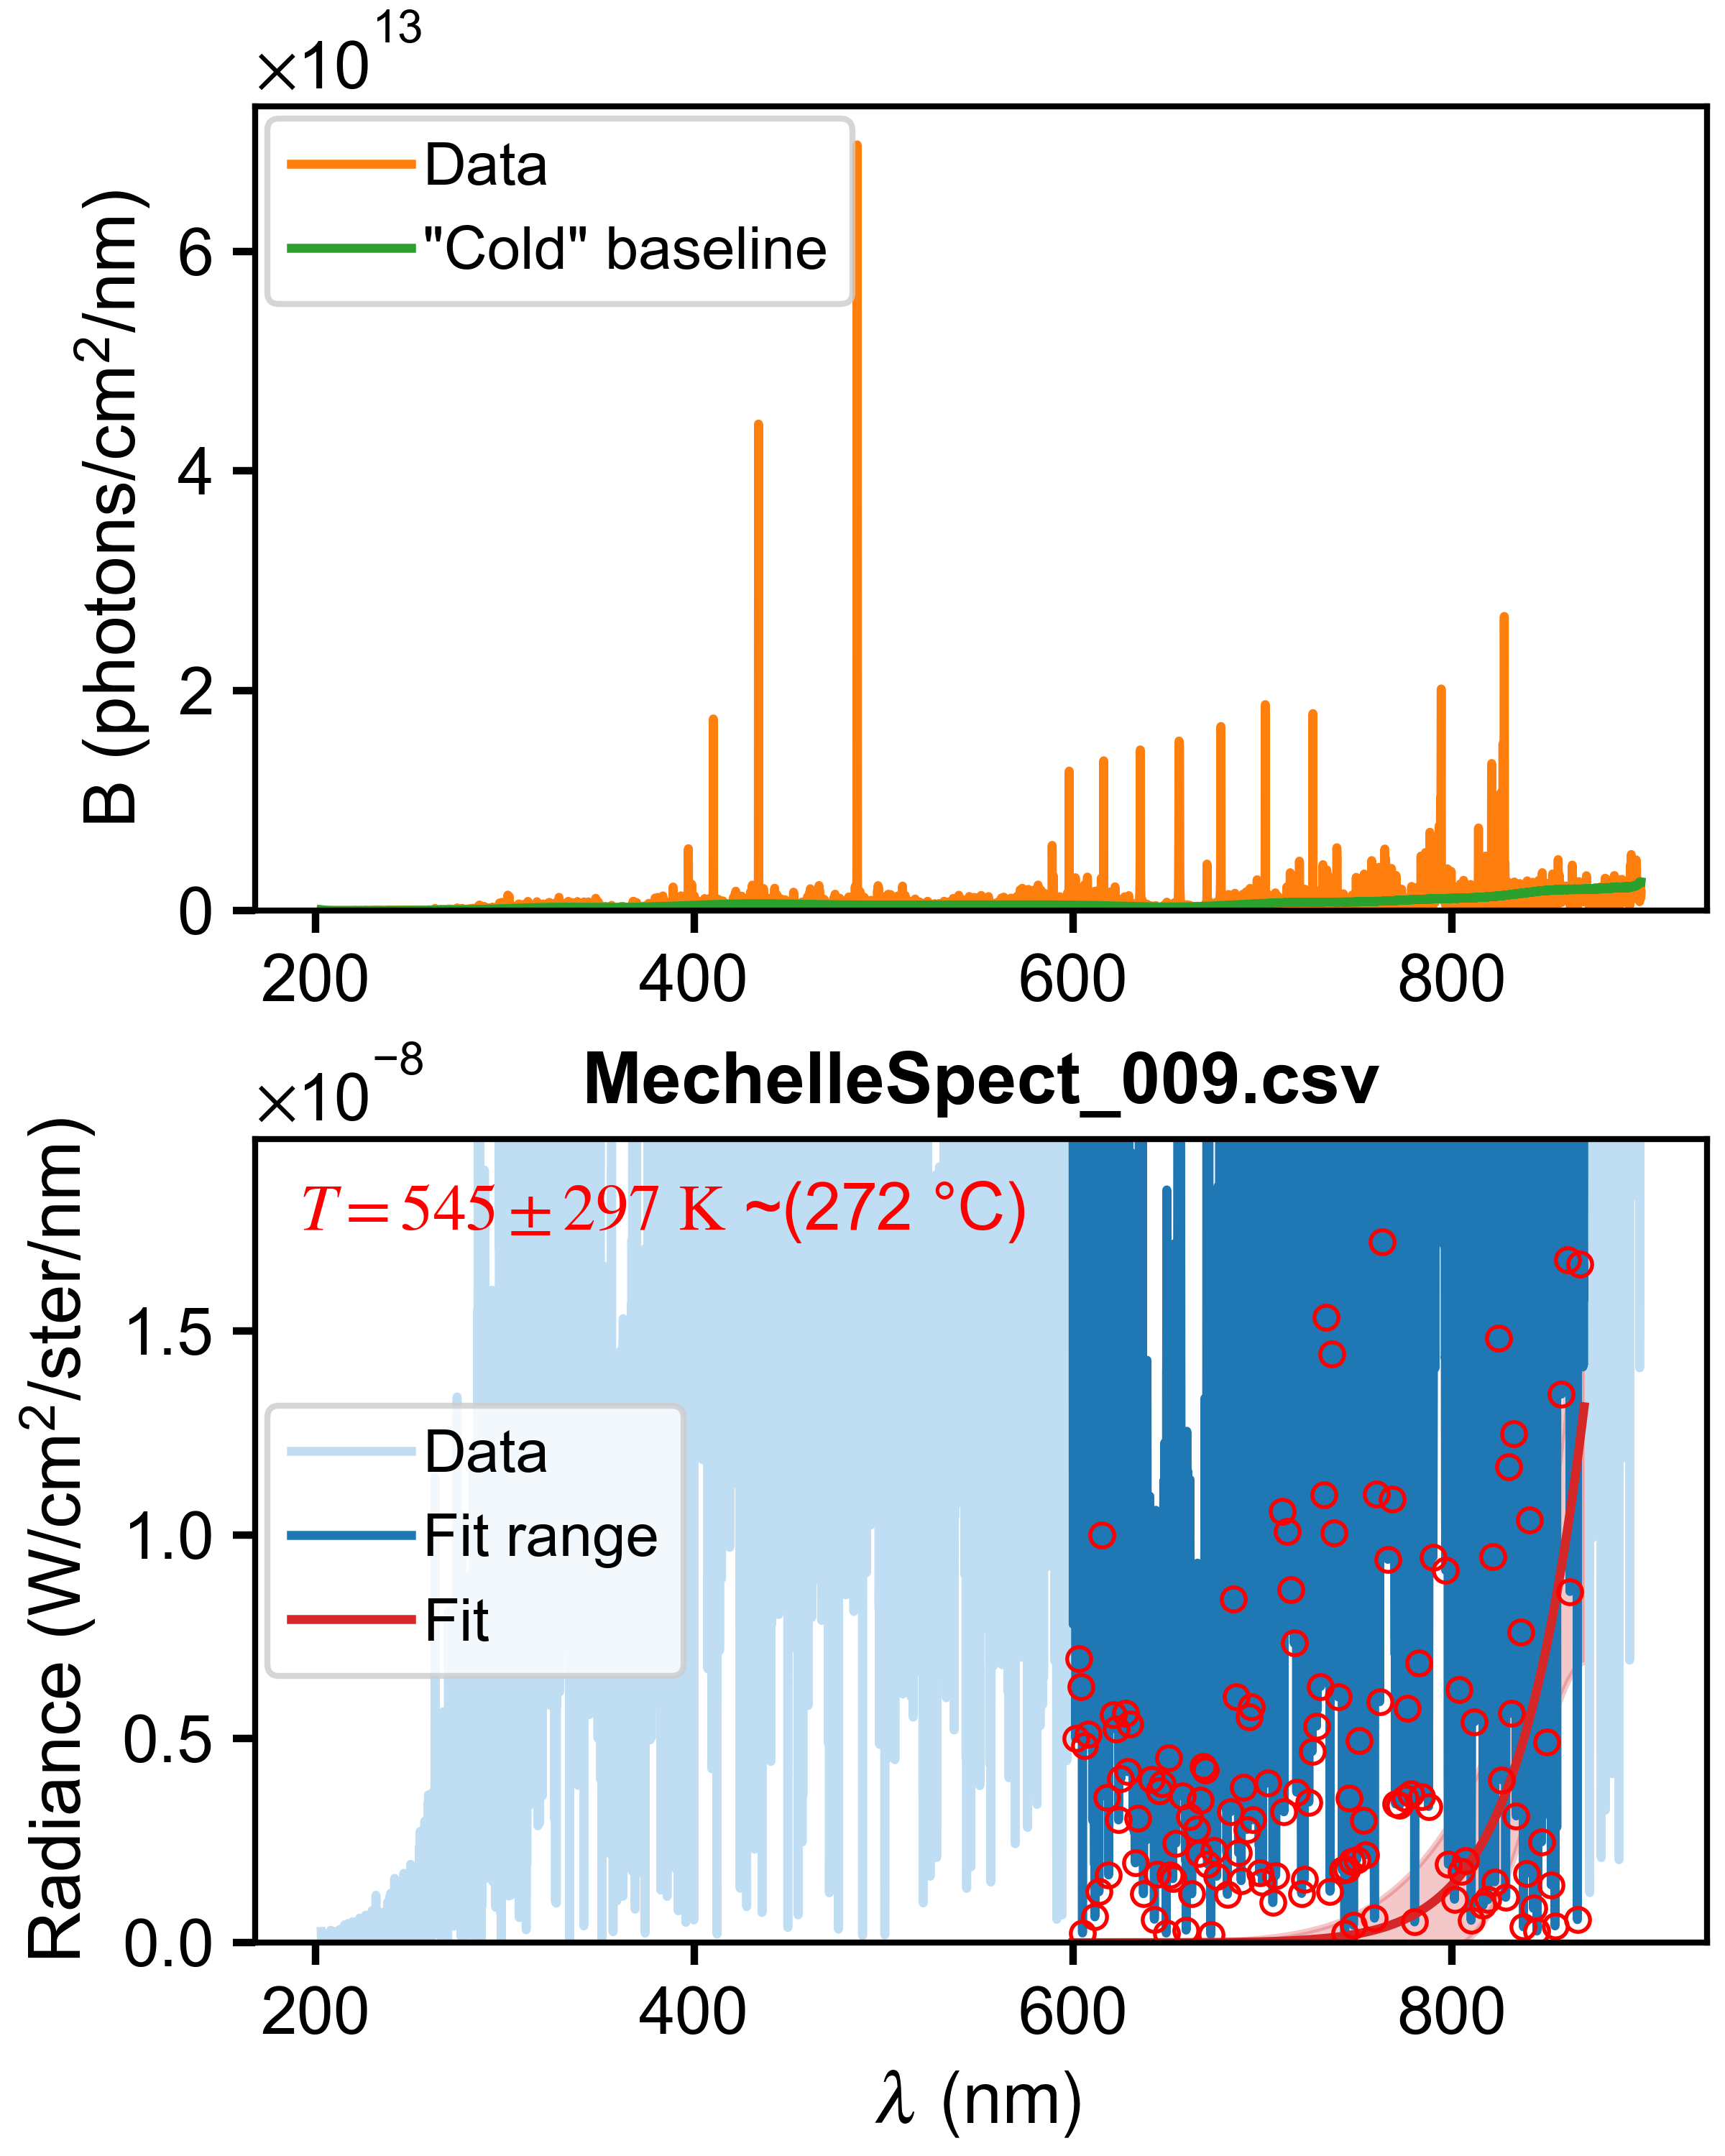 ×10¹³
Data
"Cold" baseline
B (photons/cm²/nm)
6
4
2
0
200 400 600 800
×10⁻⁸
MechelleSpect_009.csv
T = 545 ± 297 K ~(272 °C)
Data
Fit range
Fit
Radiance (W/cm²/ster/nm)
1.5
1.0
0.5
0.0
200 400 600 800
λ (nm)